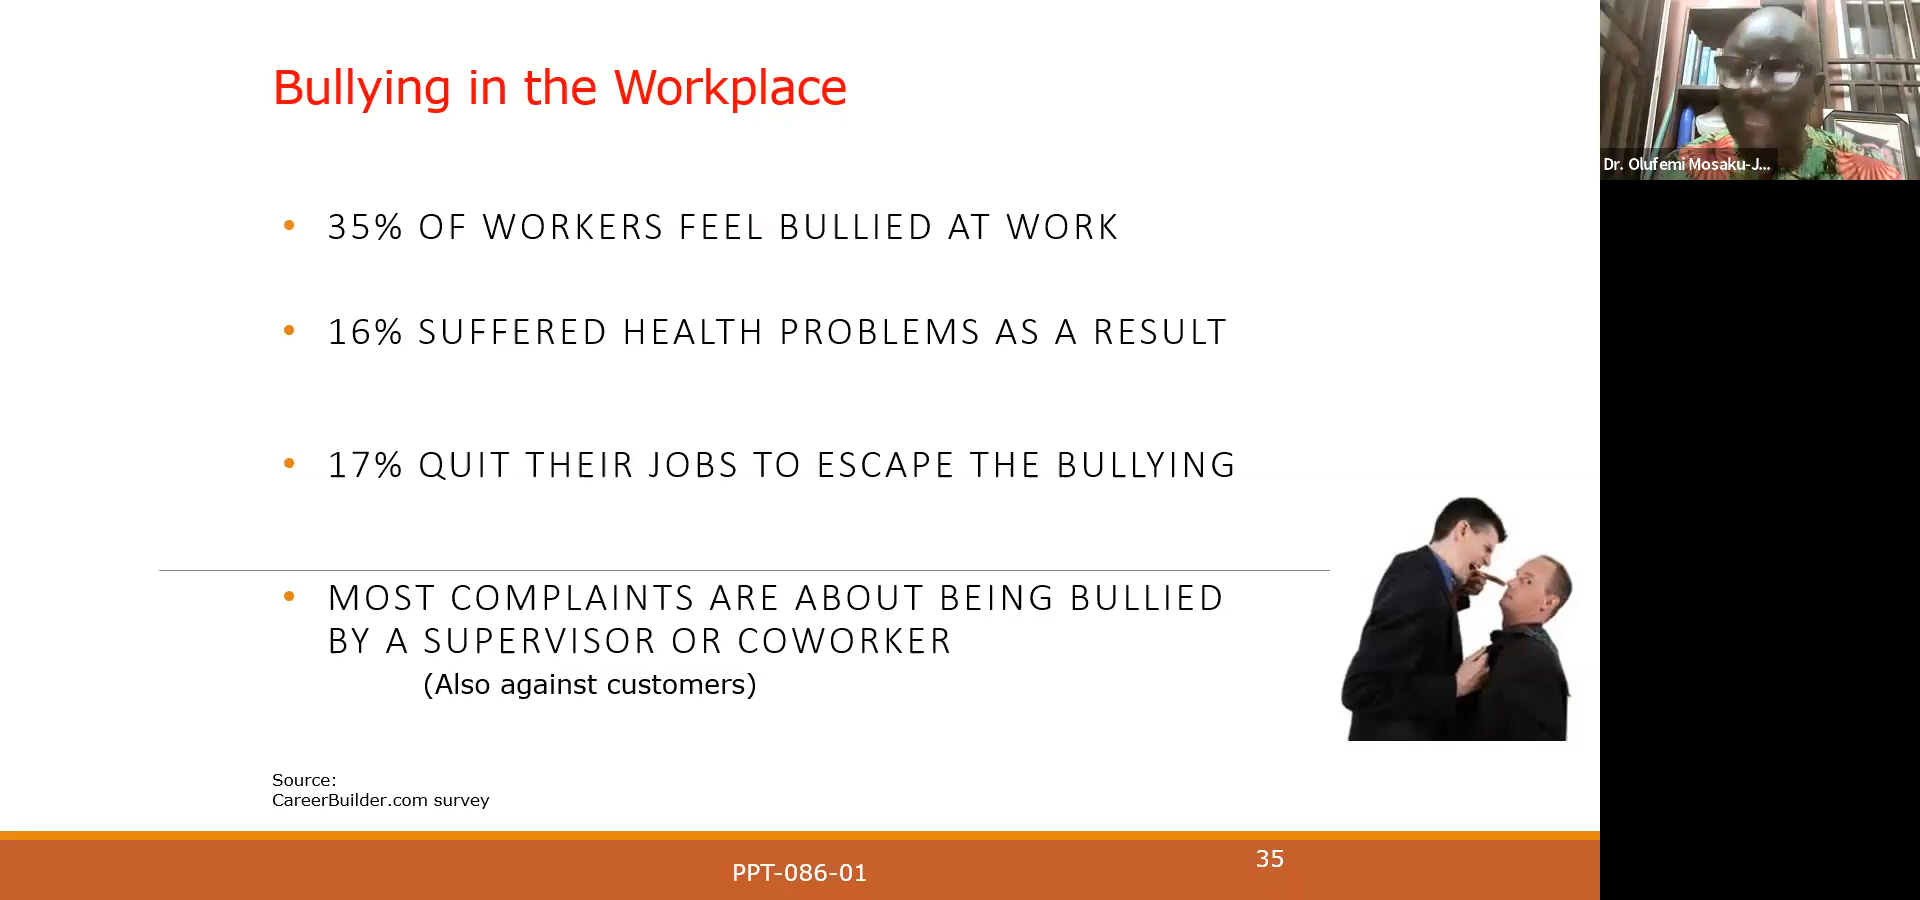 Bullying in the Workplace
• 35% OF WORKERS FEEL BULLIED AT WORK
• 16% SUFFERED HEALTH PROBLEMS AS A RESULT
• 17% QUIT THEIR JOBS TO ESCAPE THE BULLYING
• MOST COMPLAINTS ARE ABOUT BEING BULLIED
BY A SUPERVISOR OR COWORKER
(Also against customers)
Source:
CareerBuilder.com survey
PPT-086-01
35
Dr. Olufemi Mosaku-J...